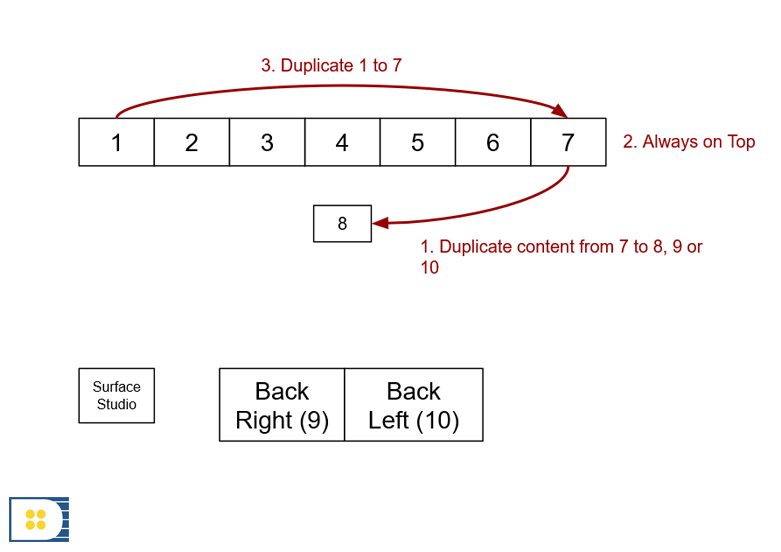 3. Duplicate 1 to 7
1 2 3 4 5 6 7
2. Always on Top
8
1. Duplicate content from 7 to 8, 9 or
10
Surface
Studio
Back
Right (9)
Back
Left (10)